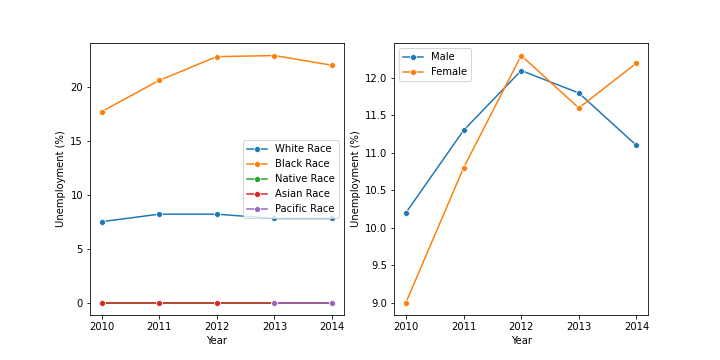 20
15
10
5
0
Unemployment (%)
2010 2011 2012 2013 2014
Year
White Race
Black Race
Native Race
Asian Race
Pacific Race
12.0
11.5
11.0
10.5
10.0
9.5
9.0
Unemployment (%)
2010 2011 2012 2013 2014
Year
Male
Female